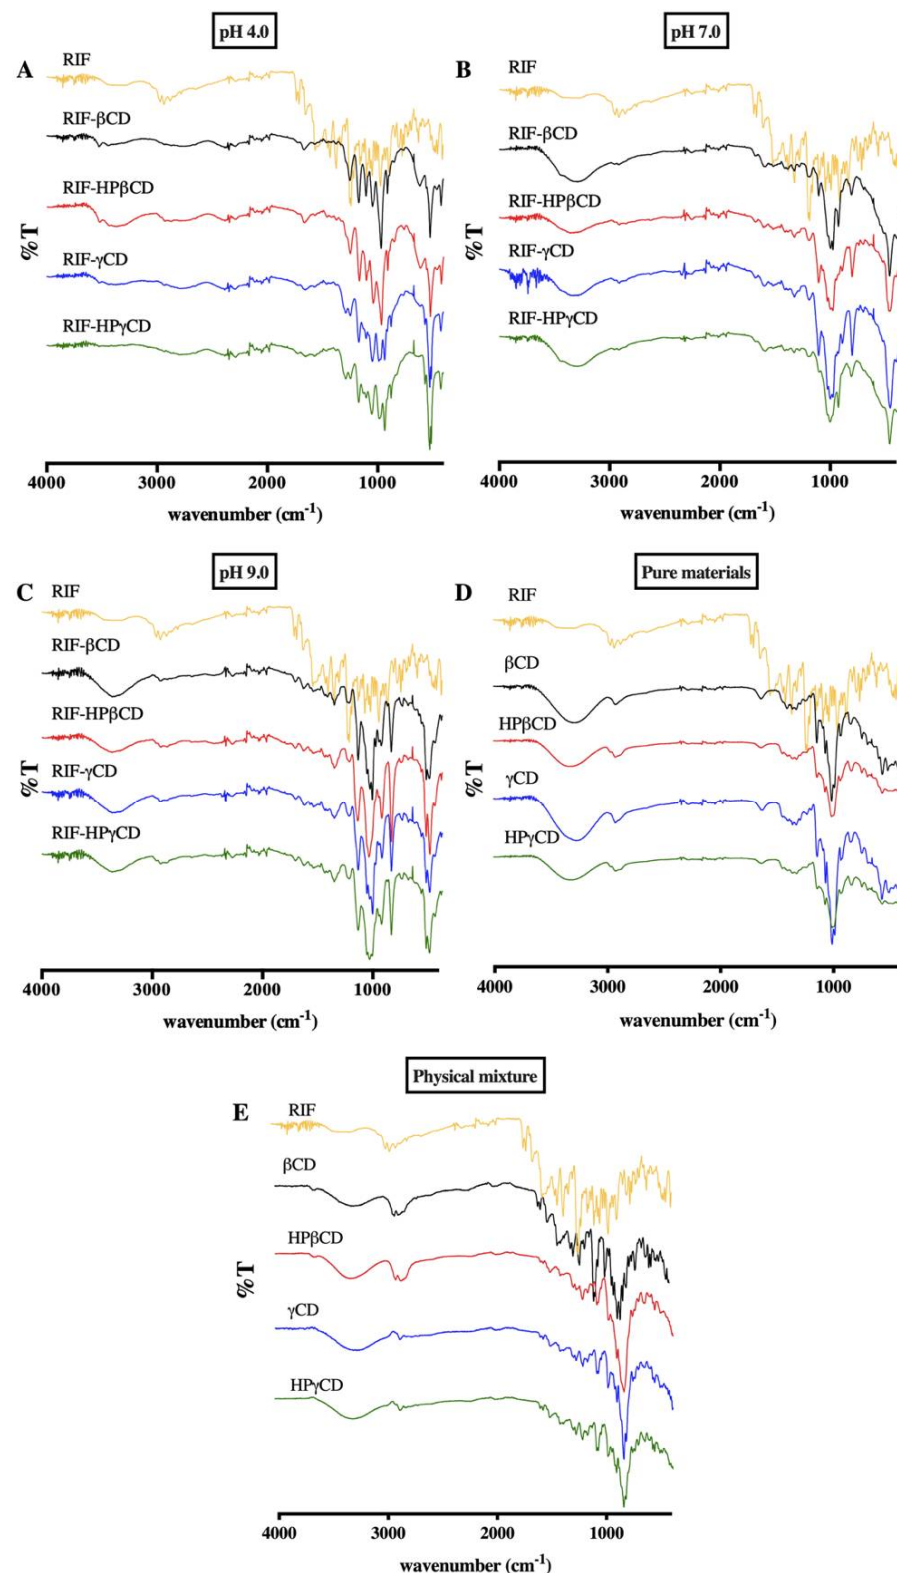 pH 4.0
A
RIF
RIF-βCD
RIF-HPβCD
RIF-γCD
RIF-HPγCD
%T
4000 3000 2000 1000
wavenumber (cm-1)
pH 7.0
B
RIF
RIF-βCD
RIF-HPβCD
RIF-γCD
RIF-HPγCD
%T
4000 3000 2000 1000
wavenumber (cm-1)
pH 9.0
C
RIF
RIF-βCD
RIF-HPβCD
RIF-γCD
RIF-HPγCD
%T
4000 3000 2000 1000
wavenumber (cm-1)
Pure materials
D
RIF
βCD
HPβCD
γCD
HPγCD
%T
4000 3000 2000 1000
wavenumber (cm-1)
Physical mixture
E
RIF
βCD
HPβCD
γCD
HPγCD
%T
4000 3000 2000 1000
wavenumber (cm-1)